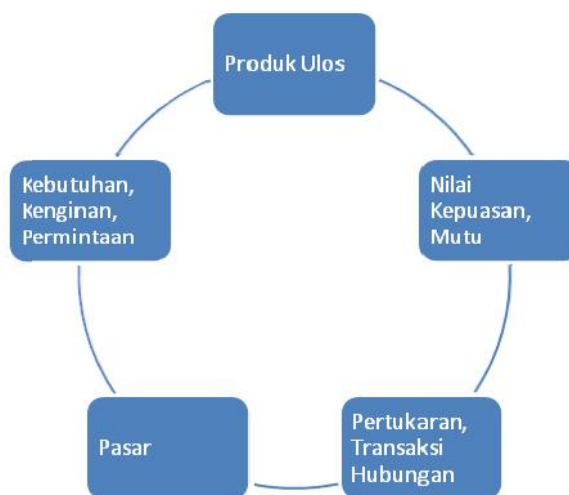 Produk Ulos
Kebutuhan,
Kenginan,
Permintaan
Nilai
Kepuasan,
Mutu
Pasar
Pertukaran,
Transaksi
Hubungan